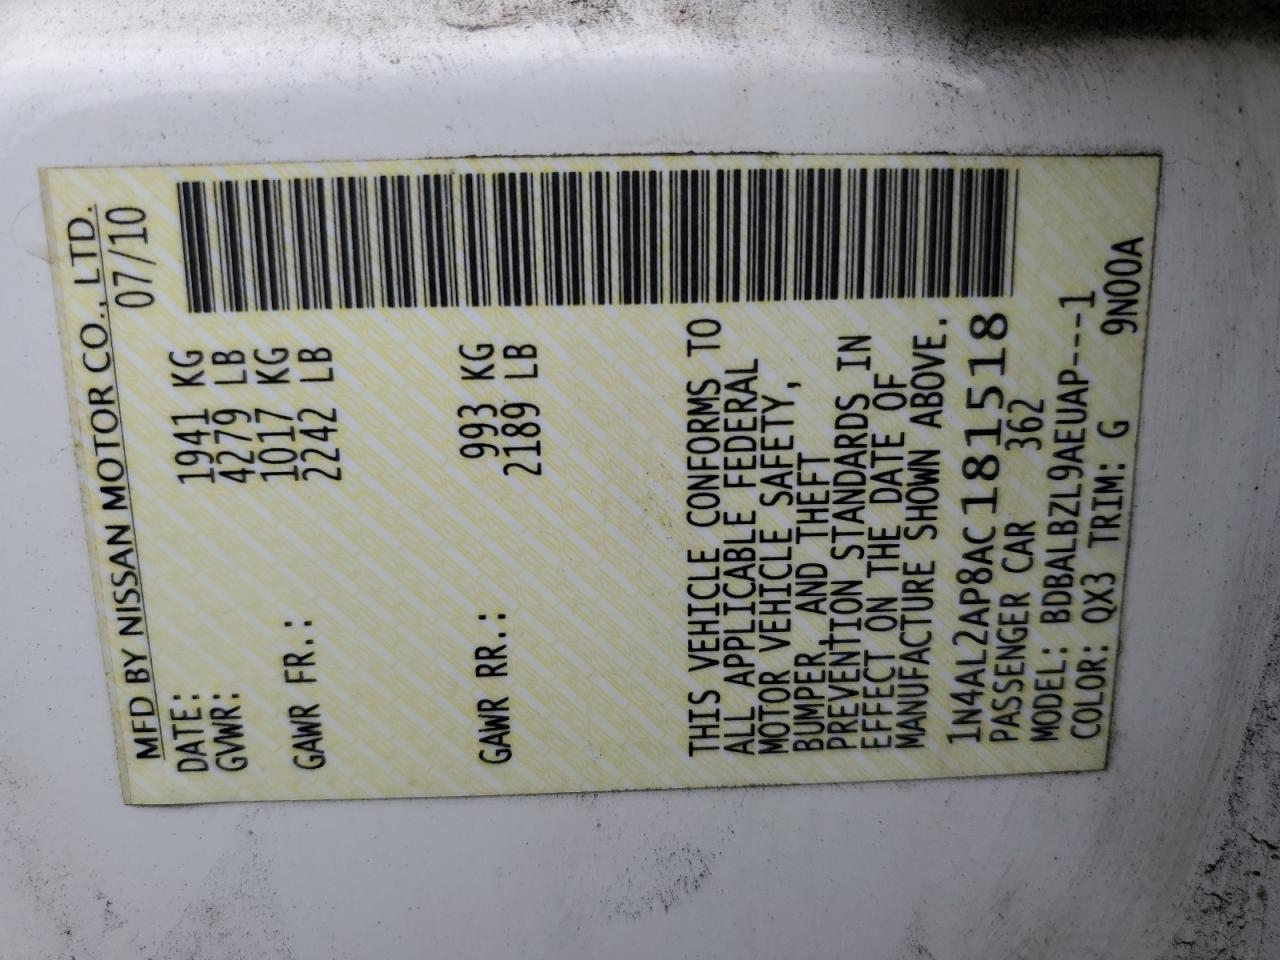 MFD BY NISSAN MOTOR CO., LTD.
DATE: 07/10
GVWR: 1941 KG
4279 LB
GAWR FR.: 1017 KG
2242 LB
GAWR RR.: 993 KG
2189 LB
THIS VEHICLE CONFORMS TO
ALL APPLICABLE FEDERAL
MOTOR VEHICLE SAFETY,
BUMPER, AND THEFT
PREVENTION STANDARDS IN
EFFECT ON THE DATE OF
MANUFACTURE SHOWN ABOVE.
1N4AL2AP8AC181518
PASSENGER CAR 362
MODEL: BDBALBZL9AEUAP----1
COLOR: QX3 TRIM: G 9N00A